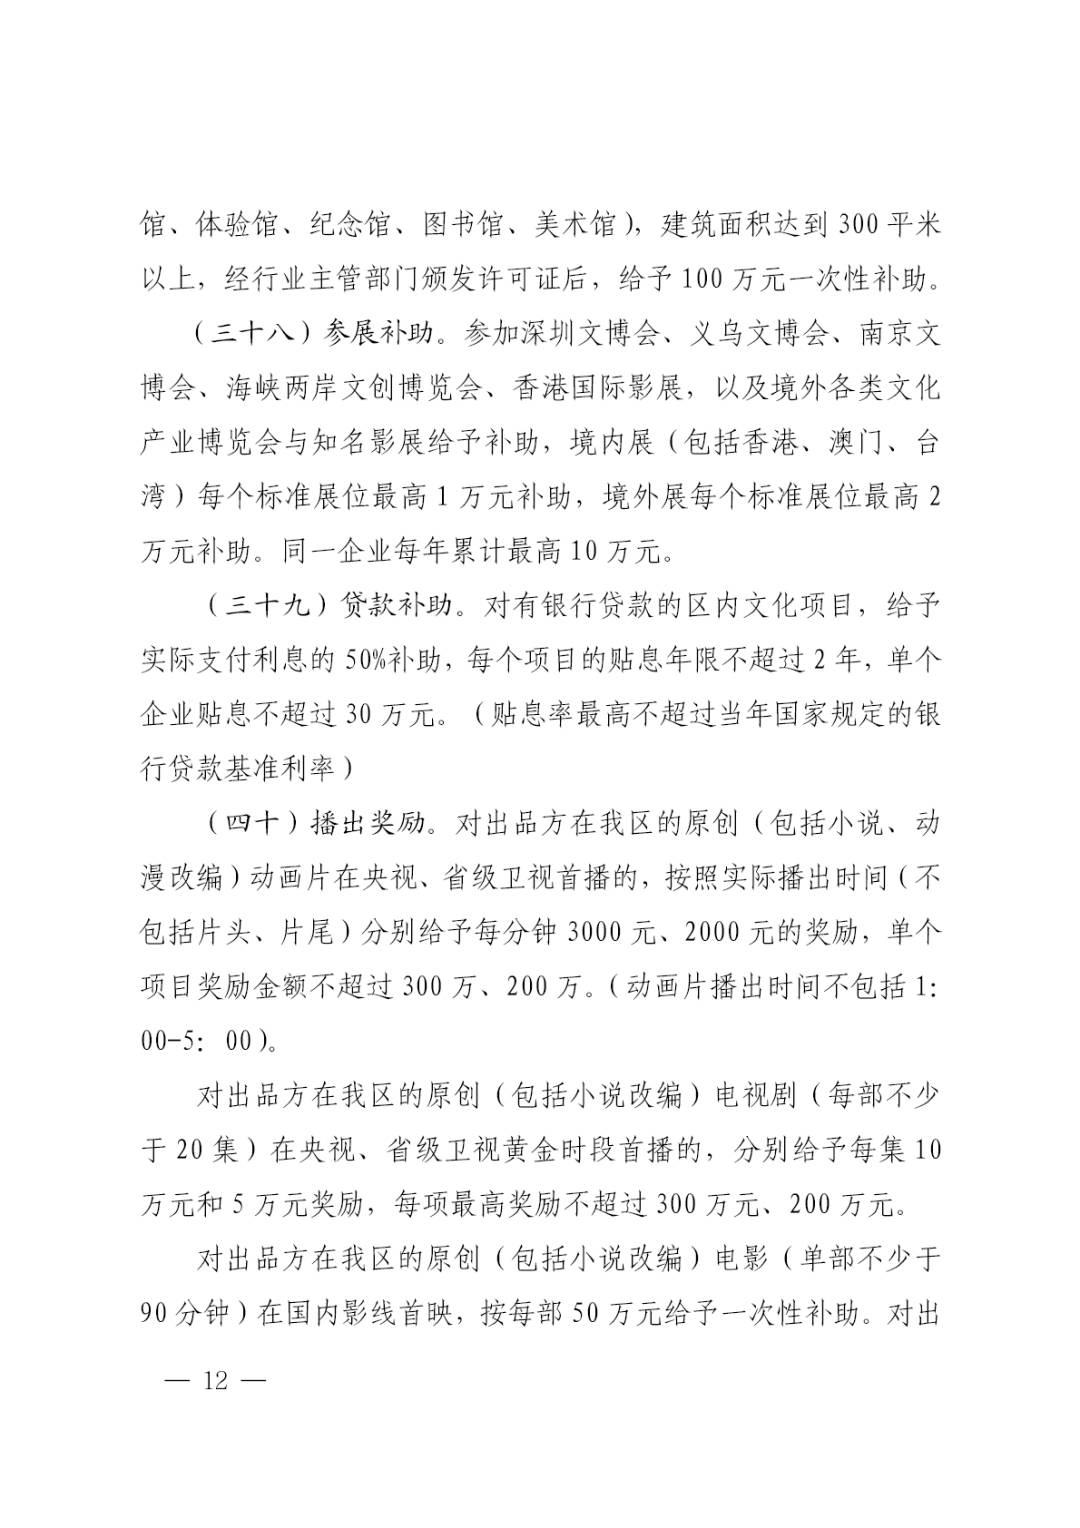 馆、体验馆、纪念馆、图书馆、美术馆），建筑面积达到 300 平米
以上，经行业主管部门颁发许可证后，给予 100 万元一次性补助。
（三十八）参展补助。参加深圳文博会、义乌文博会、南京文
博会、海峡两岸文创博览会、香港国际影展，以及境外各类文化
产业博览会与知名影展给予补助，境内展（包括香港、澳门、台
湾）每个标准展位最高 1 万元补助，境外展每个标准展位最高 2
万元补助。同一企业每年累计最高 10 万元。
（三十九）贷款补助。对有银行贷款的区内文化项目，给予
实际支付利息的 50%补助，每个项目的贴息年限不超过 2 年，单个
企业贴息不超过 30 万元。（贴息率最高不超过当年国家规定的银
行贷款基准利率）
（四十）播出奖励。对出品方在我区的原创（包括小说、动
漫改编）动画片在央视、省级卫视首播的，按照实际播出时间（不
包括片头、片尾）分别给予每分钟 3000 元、2000 元的奖励，单个
项目奖励金额不超过 300 万、200 万。（动画片播出时间不包括 1：
00-5：00）。
对出品方在我区的原创（包括小说改编）电视剧（每部不少
于 20 集）在央视、省级卫视黄金时段首播的，分别给予每集 10
万元和 5 万元奖励，每项最高奖励不超过 300 万元、200 万元。
对出品方在我区的原创（包括小说改编）电影（单部不少于
90 分钟）在国内影线首映，按每部 50 万元给予一次性补助。对出
— 12 —